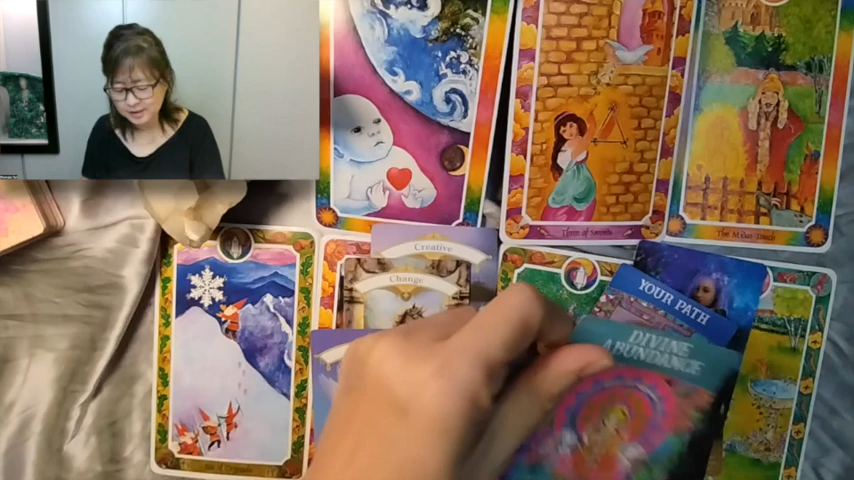 Three of Swords
The Midas Touch
Creative
Change
YOUR PATH
DIVINE
ABUNDANCE